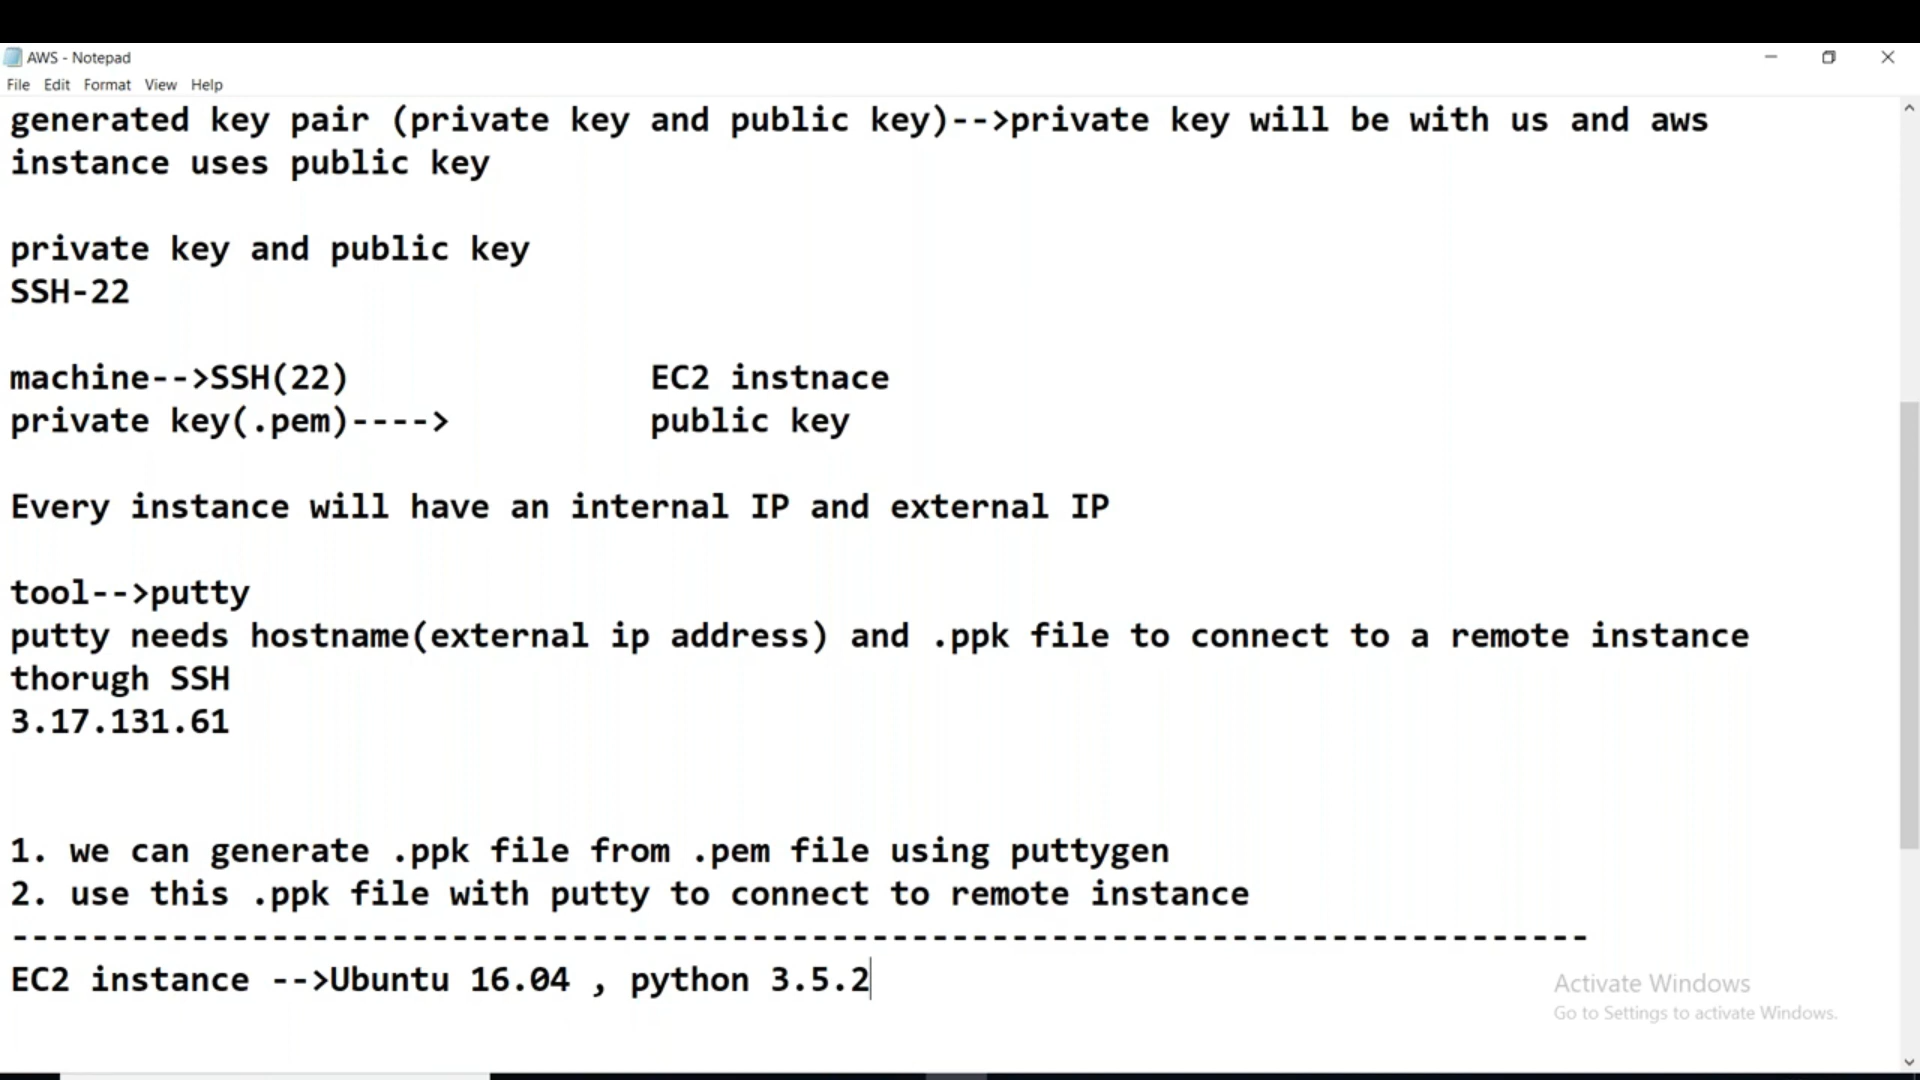 AWS - Notepad
File Edit Format View Help
generated key pair (private key and public key)-->private key will be with us and aws
instance uses public key
private key and public key
SSH-22
machine-->SSH(22) EC2 instnace
private key(.pem)----> public key
Every instance will have an internal IP and external IP
tool-->putty
putty needs hostname(external ip address) and .ppk file to connect to a remote instance
thorugh SSH
3.17.131.61
1. we can generate .ppk file from .pem file using puttygen
2. use this .ppk file with putty to connect to remote instance
-------------------------------------------------------------------------------
EC2 instance -->Ubuntu 16.04 , python 3.5.2
Activate Windows
Go to Settings to activate Windows.